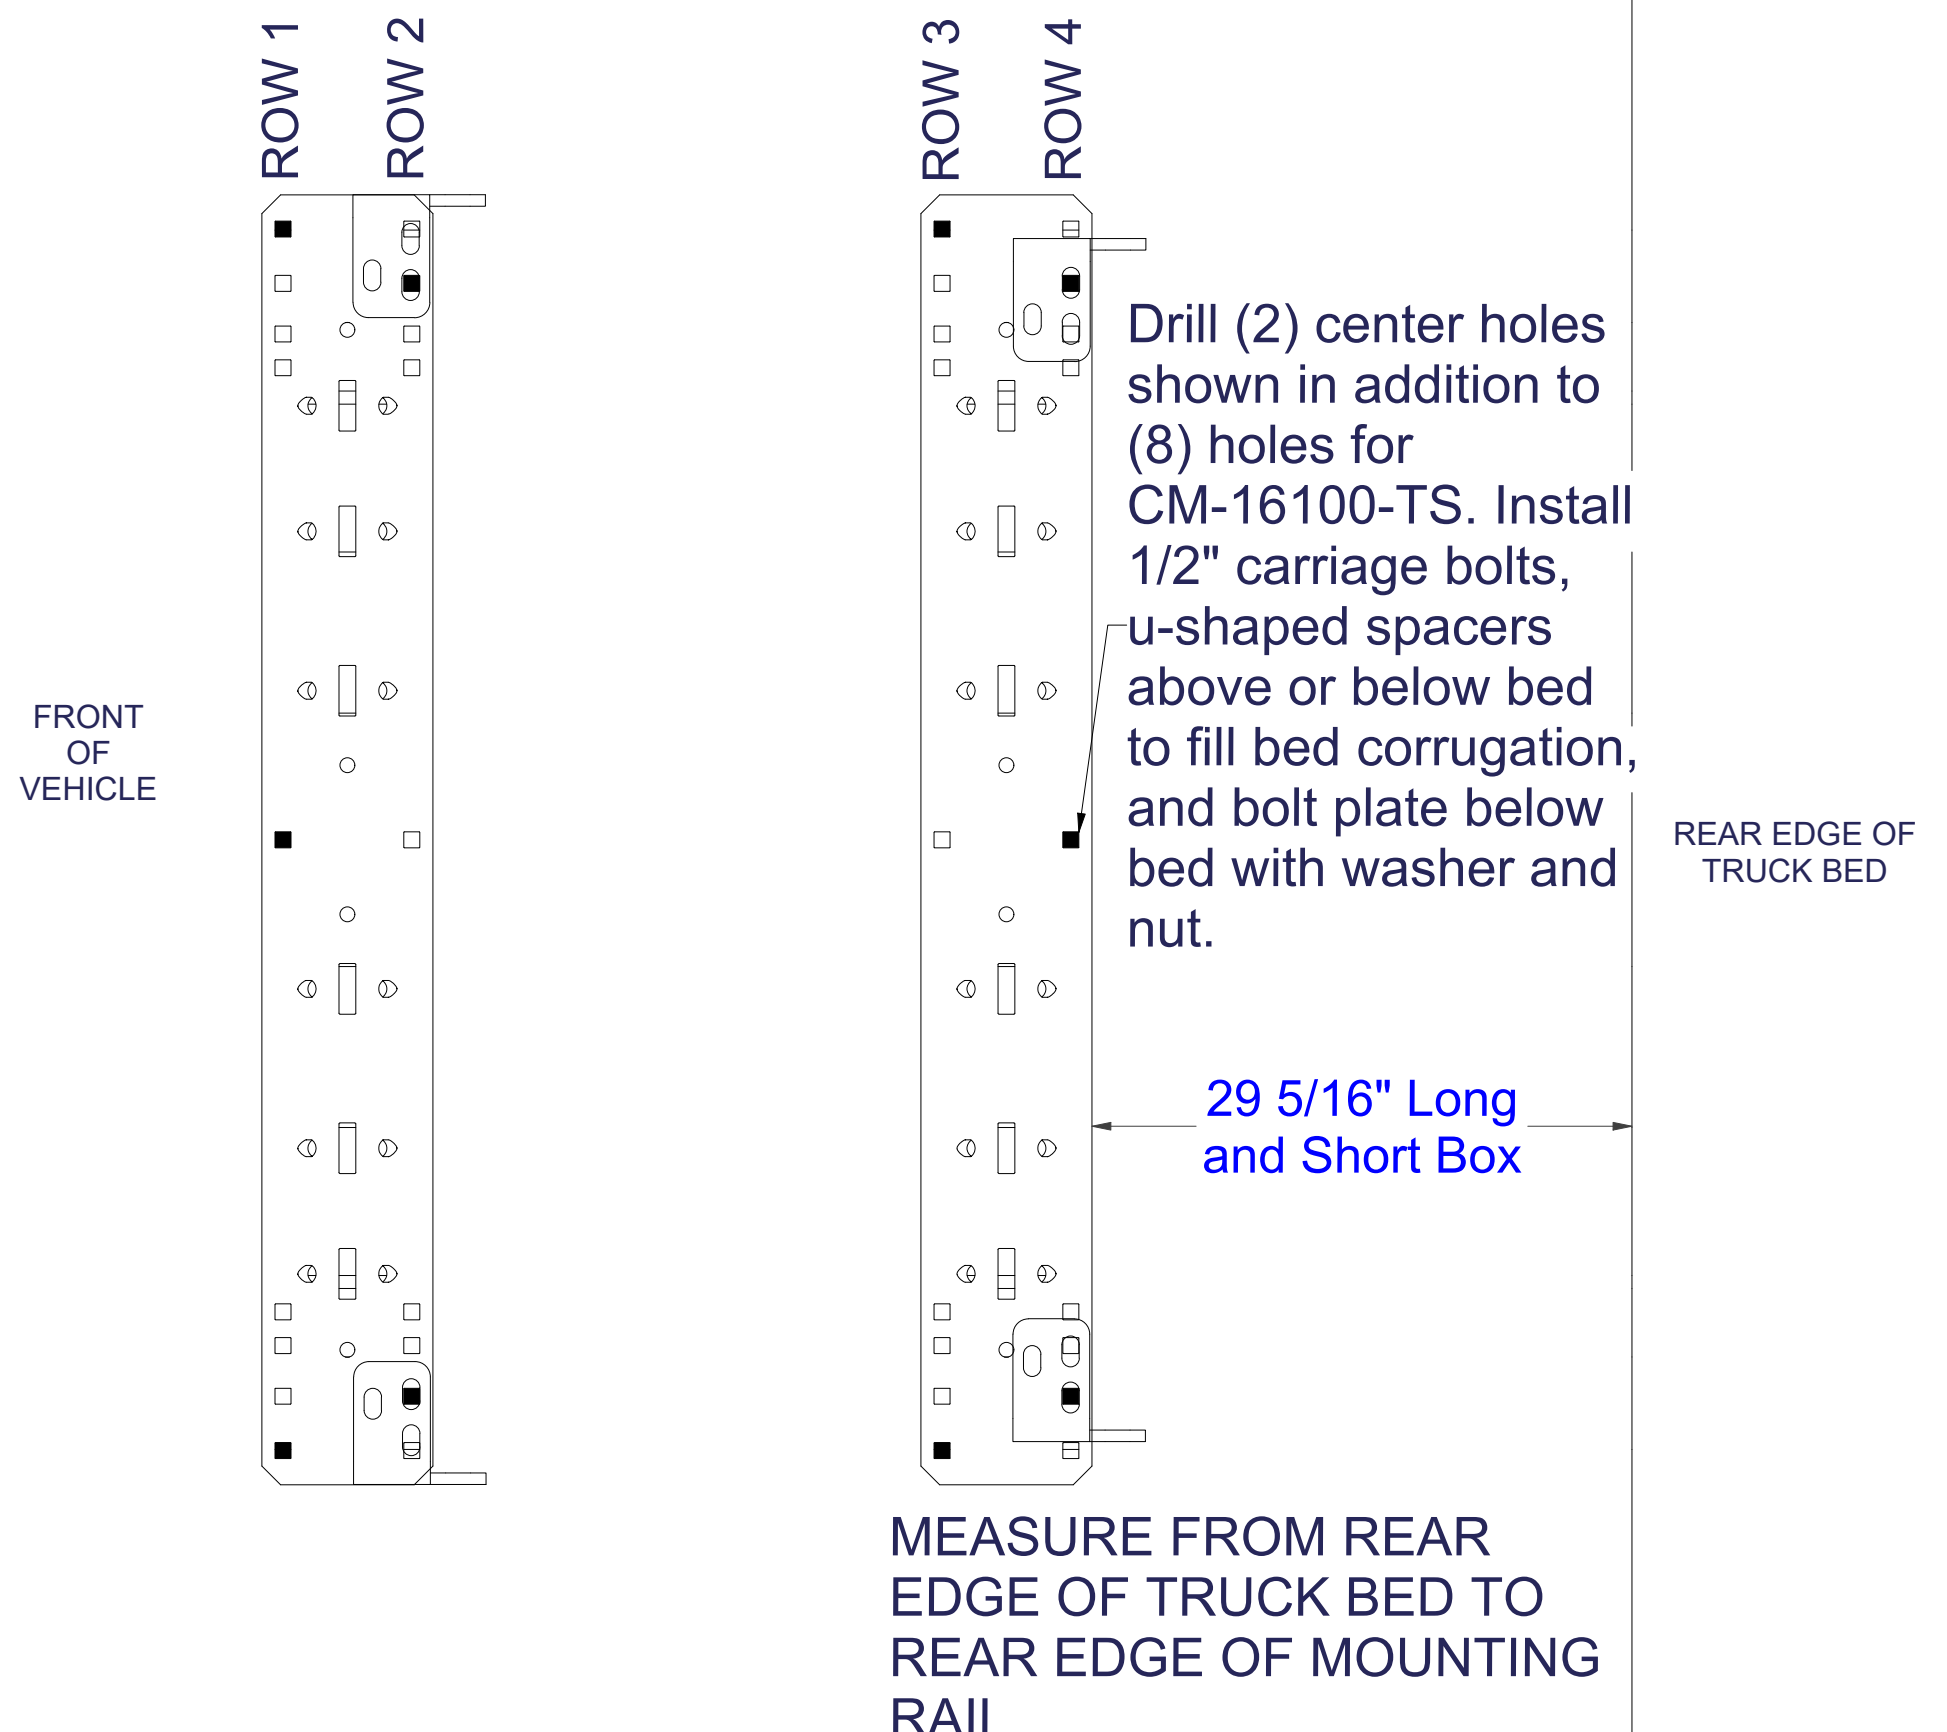 ROW 1
ROW 2
ROW 3
ROW 4
Drill (2) center holes
shown in addition to
(8) holes for
CM-16100-TS. Install
1/2" carriage bolts,
u-shaped spacers
above or below bed
to fill bed corrugation,
and bolt plate below
bed with washer and
nut.
FRONT
OF
VEHICLE
REAR EDGE OF
TRUCK BED
29 5/16" Long
and Short Box
MEASURE FROM REAR
EDGE OF TRUCK BED TO
REAR EDGE OF MOUNTING
RAIL